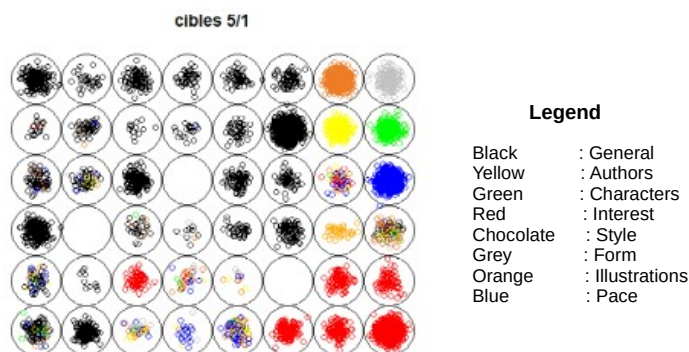 cibles 5/1
Legend
Black : General
Yellow : Authors
Green : Characters
Red : Interest
Chocolate : Style
Grey : Form
Orange : Illustrations
Blue : Pace